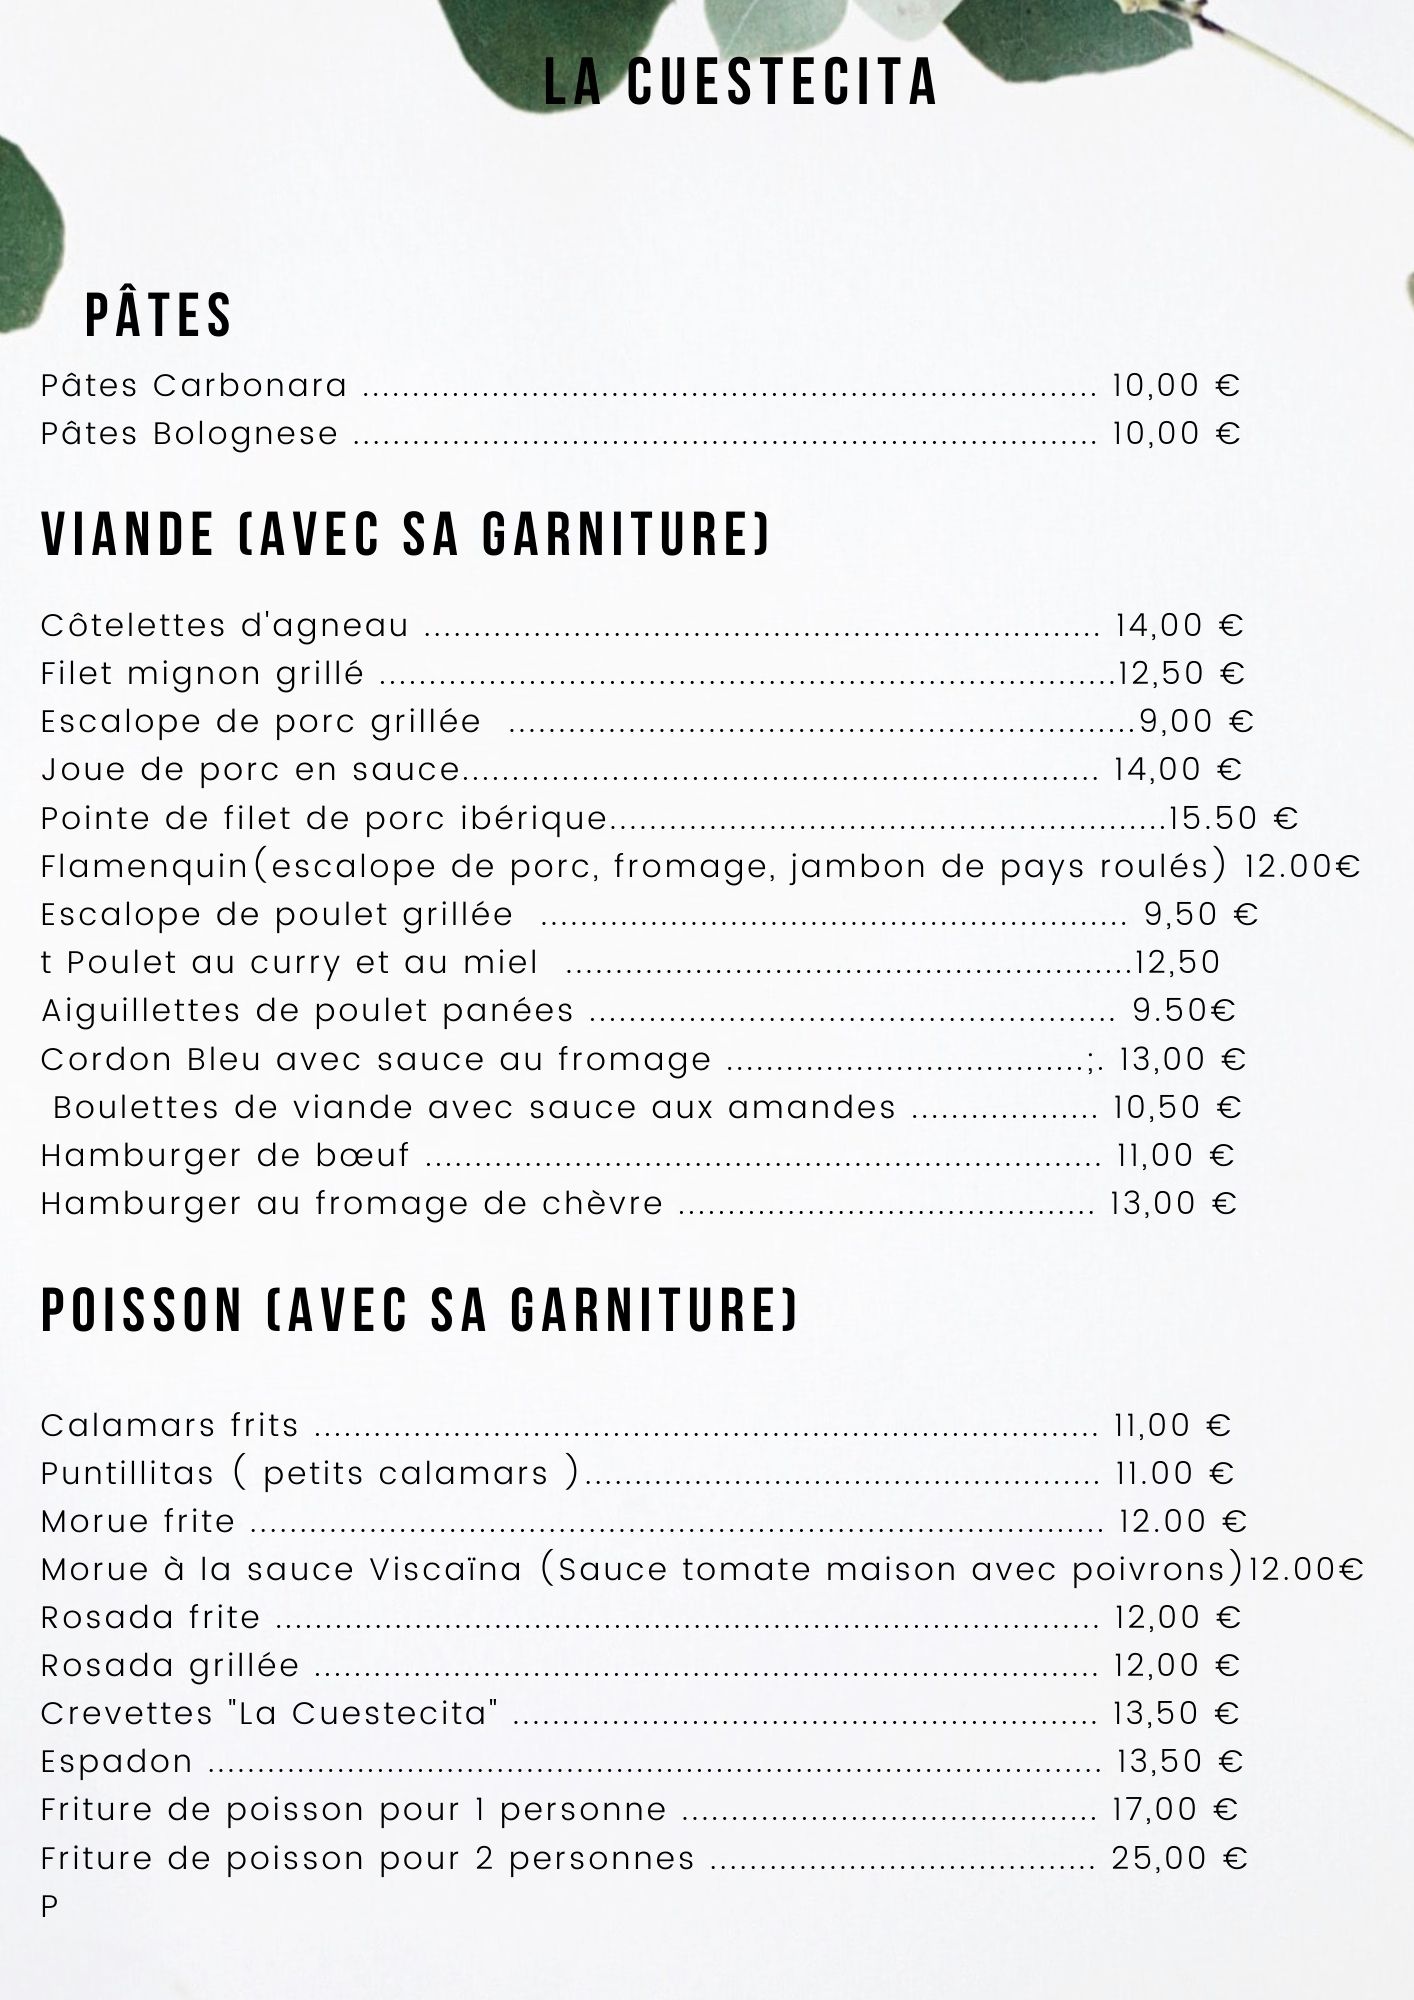 LA CUESTECITA
PÂTES
Pâtes Carbonara .......................................................................... 10,00 €
Pâtes Bolognese ........................................................................... 10,00 €
VIANDE (AVEC SA GARNITURE)
Côtelettes d'agneau .................................................................... 14,00 €
Filet mignon grillé ..........................................................................12,50 €
Escalope de porc grillée ...............................................................9,00 €
Joue de porc en sauce................................................................ 14,00 €
Pointe de filet de porc ibérique........................................................15.50 €
Flamenquin(escalope de porc, fromage, jambon de pays roulés) 12.00€
Escalope de poulet grillée ........................................................... 9,50 €
t Poulet au curry et au miel .........................................................12,50
Aiguillettes de poulet panées ..................................................... 9.50€
Cordon Bleu avec sauce au fromage ....................................;. 13,00 €
Boulettes de viande avec sauce aux amandes ................... 10,50 €
Hamburger de bœuf .................................................................... 11,00 €
Hamburger au fromage de chèvre .......................................... 13,00 €
POISSON (AVEC SA GARNITURE)
Calamars frits ............................................................................... 11,00 €
Puntillitas ( petits calamars ).................................................... 11.00 €
Morue frite ...................................................................................... 12.00 €
Morue à la sauce Viscaïna (Sauce tomate maison avec poivrons)12.00€
Rosada frite ................................................................................... 12,00 €
Rosada grillée ............................................................................... 12,00 €
Crevettes "La Cuestecita" ........................................................... 13,50 €
Espadon .......................................................................................... 13,50 €
Friture de poisson pour 1 personne .......................................... 17,00 €
Friture de poisson pour 2 personnes ....................................... 25,00 €
P